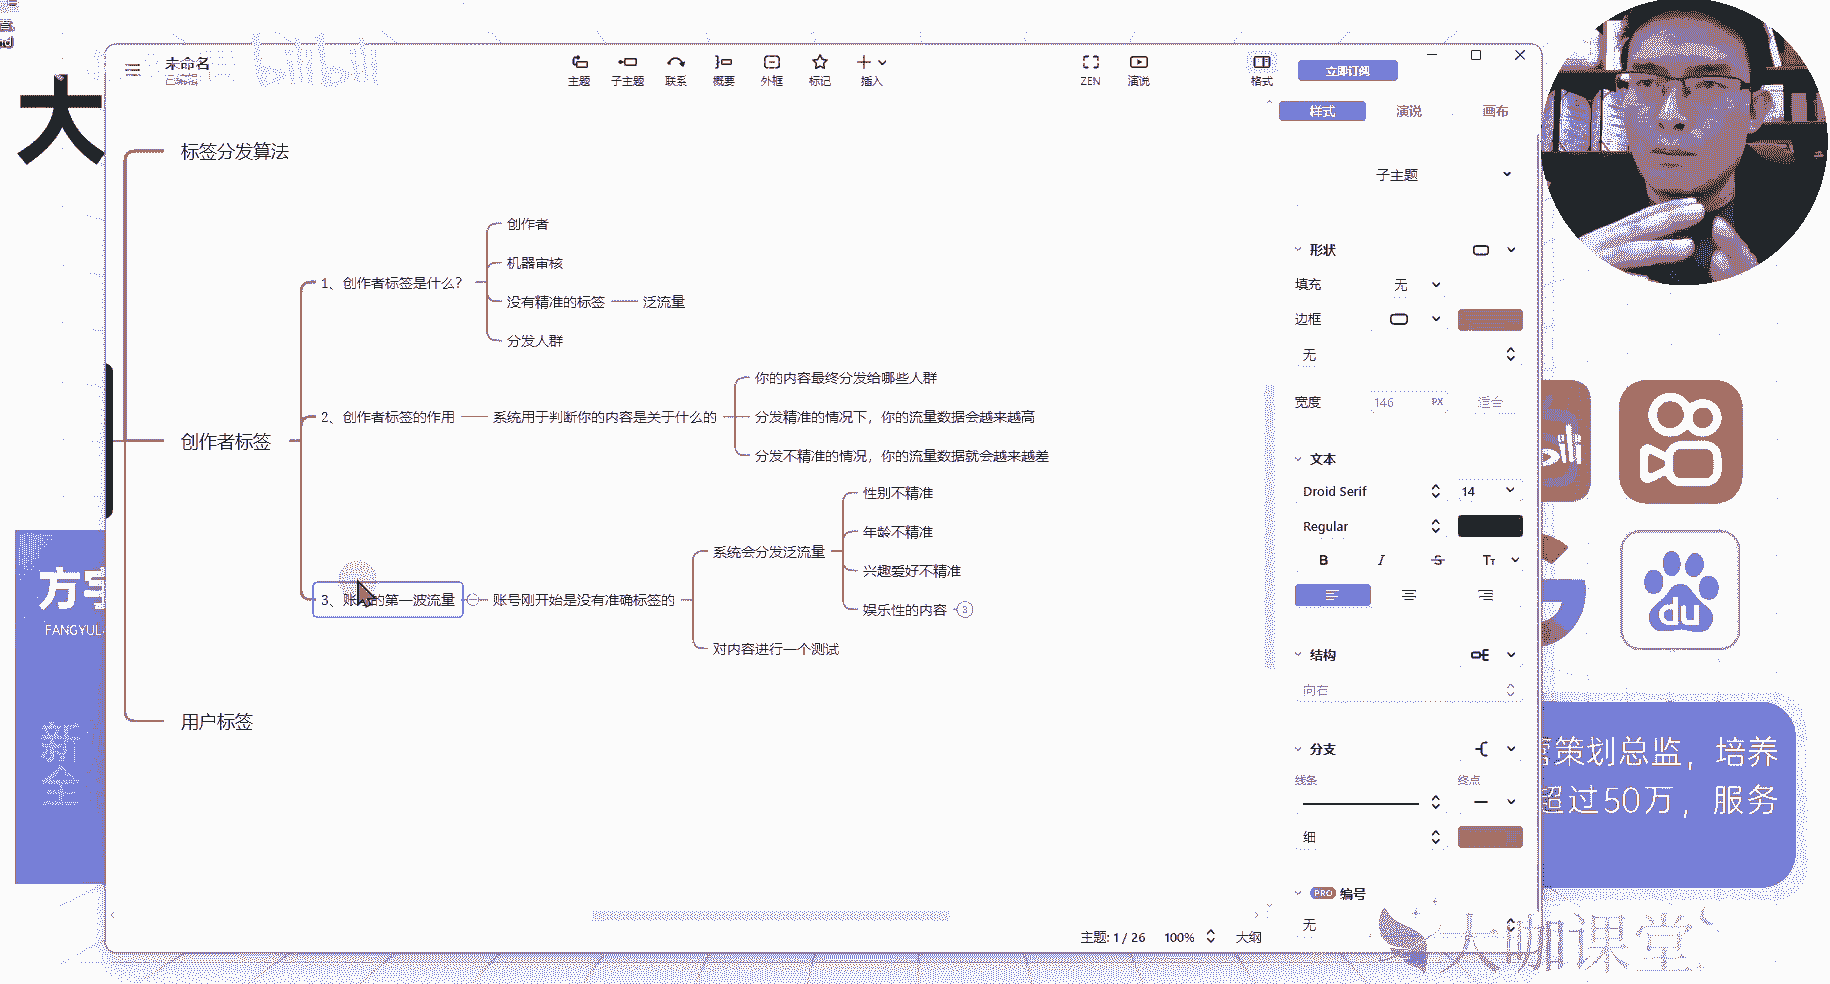 未命名
已编辑
bilibili
主题
子主题
联系
概要
外框
标记
插入
ZEN
演说
格式
立即订阅
样式
演说
画布
大
标签分发算法
创作者标签
用户标签
1、创作者标签是什么？
创作者
机器审核
没有精准的标签
泛流量
分发人群
2、创作者标签的作用
系统用于判断你的内容是关于什么的
你的内容最终分发给哪些人群
分发精准的情况下，你的流量数据会越来越高
分发不精准的情况，你的流量数据就会越来越差
的第一波流量
账号刚开始是没有准确标签的
系统会分发泛流量
性别不精准
年龄不精准
兴趣爱好不精准
娱乐性的内容
3
对内容进行一个测试
子主题
形状
填充
无
边框
无
宽度
146
PX
适合
文本
Droid Serif
14
Regular
B
I
S
TT
结构
向右
分支
线条
终点
细
PRO
编号
无
主题: 1 / 26
100%
大纲
FANGYU
新
全
du
策划总监，培养
超过50万，服务
大咖课堂